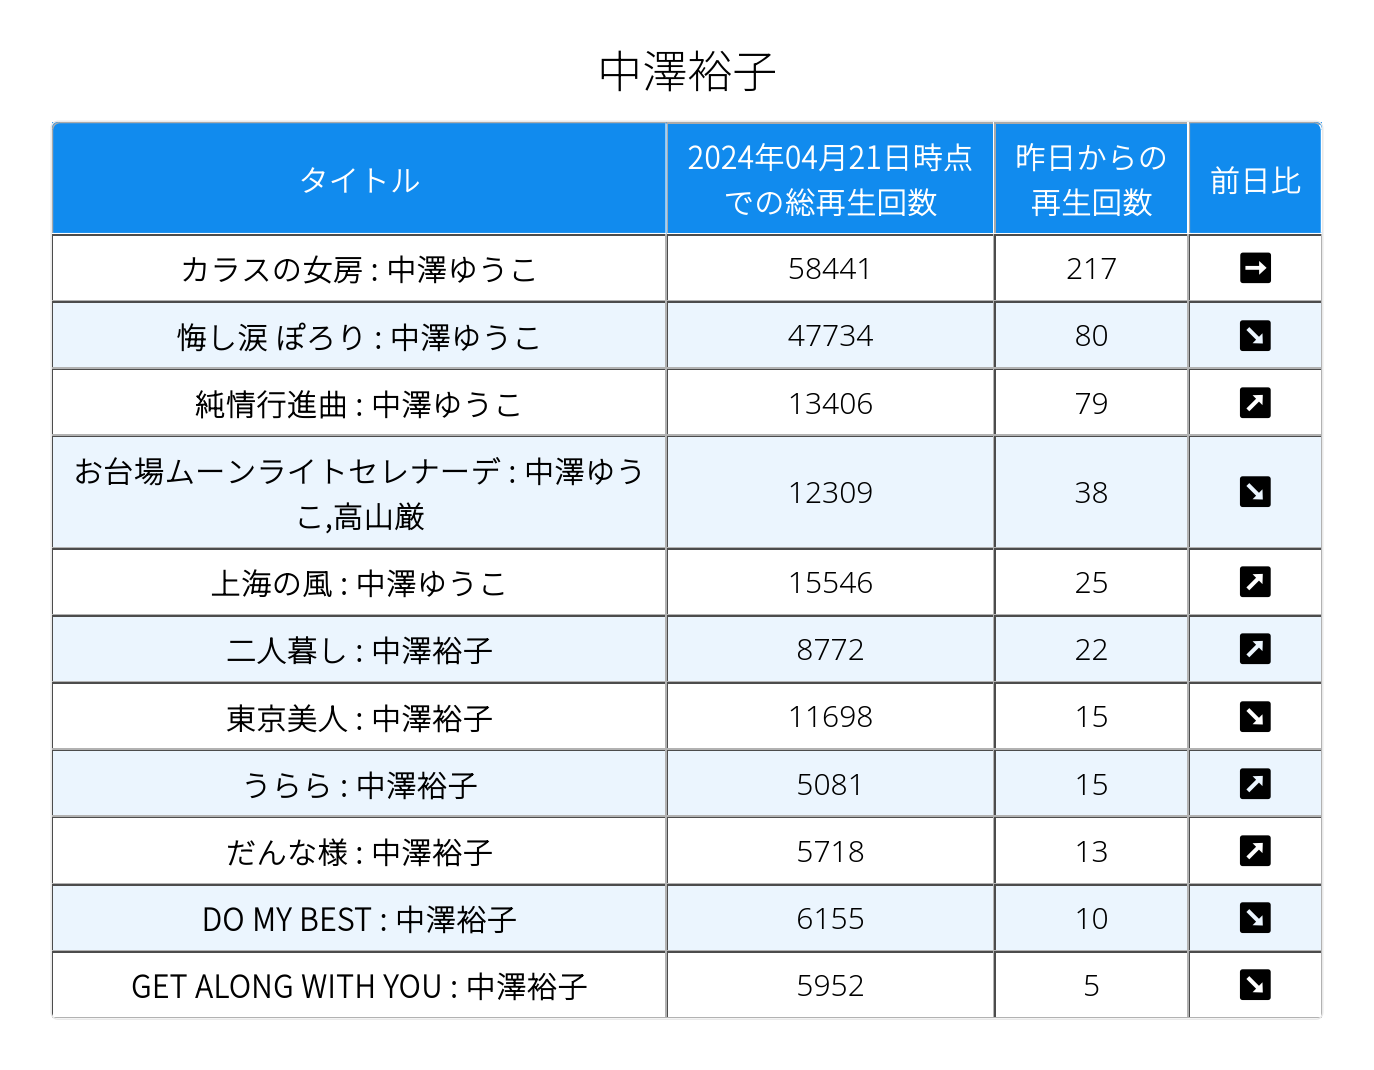 中澤裕子
タイトル
2024年04月21日時点
での総再生回数
昨日からの
再生回数
前日比
カラスの女房 : 中澤ゆうこ
58441
217
悔し涙 ぽろり : 中澤ゆうこ
47734
80
純情行進曲 : 中澤ゆうこ
13406
79
お台場ムーンライトセレナーデ : 中澤ゆう
こ,高山厳
12309
38
上海の風 : 中澤ゆうこ
15546
25
二人暮し : 中澤裕子
8772
22
東京美人 : 中澤裕子
11698
15
うらら : 中澤裕子
5081
15
だんな様 : 中澤裕子
5718
13
DO MY BEST : 中澤裕子
6155
10
GET ALONG WITH YOU : 中澤裕子
5952
5